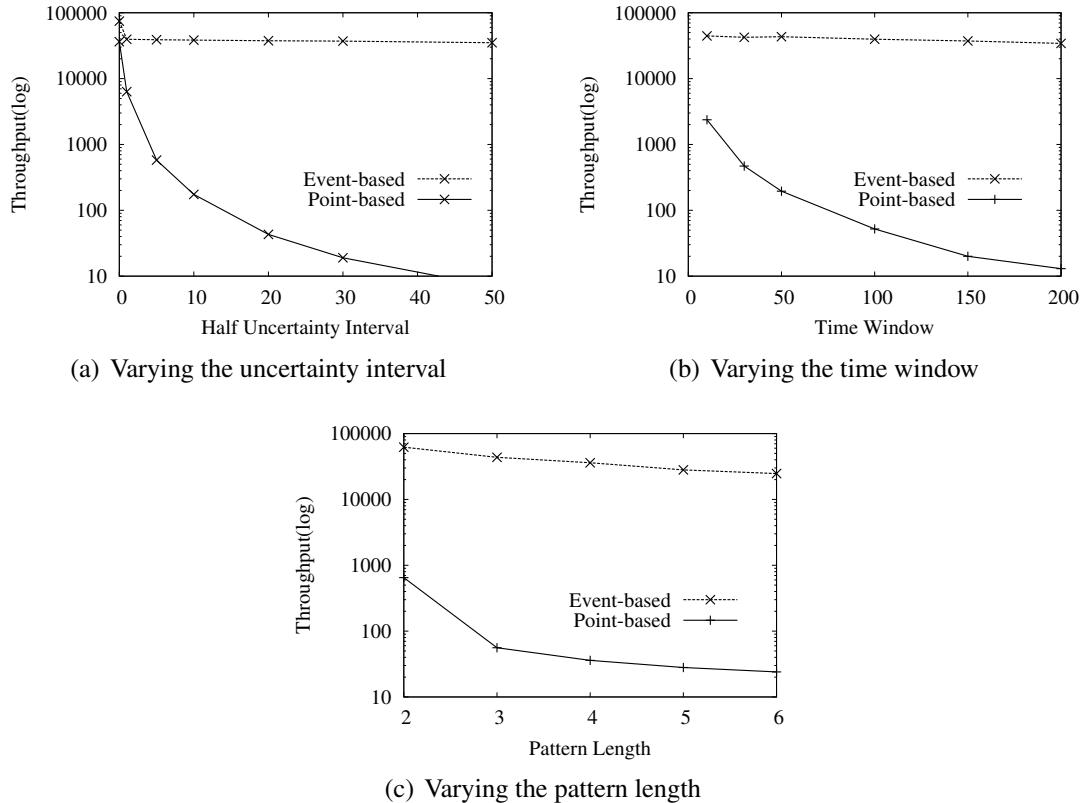 100000
10000
1000
100
10
Throughput(log)
Event-based
Point-based
0 10 20 30 40 50
Half Uncertainty Interval
(a) Varying the uncertainty interval
100000
10000
1000
100
10
Throughput(log)
Event-based
Point-based
0 50 100 150 200
Time Window
(b) Varying the time window
100000
10000
1000
100
10
Throughput(log)
Event-based
Point-based
2 3 4 5 6
Pattern Length
(c) Varying the pattern length